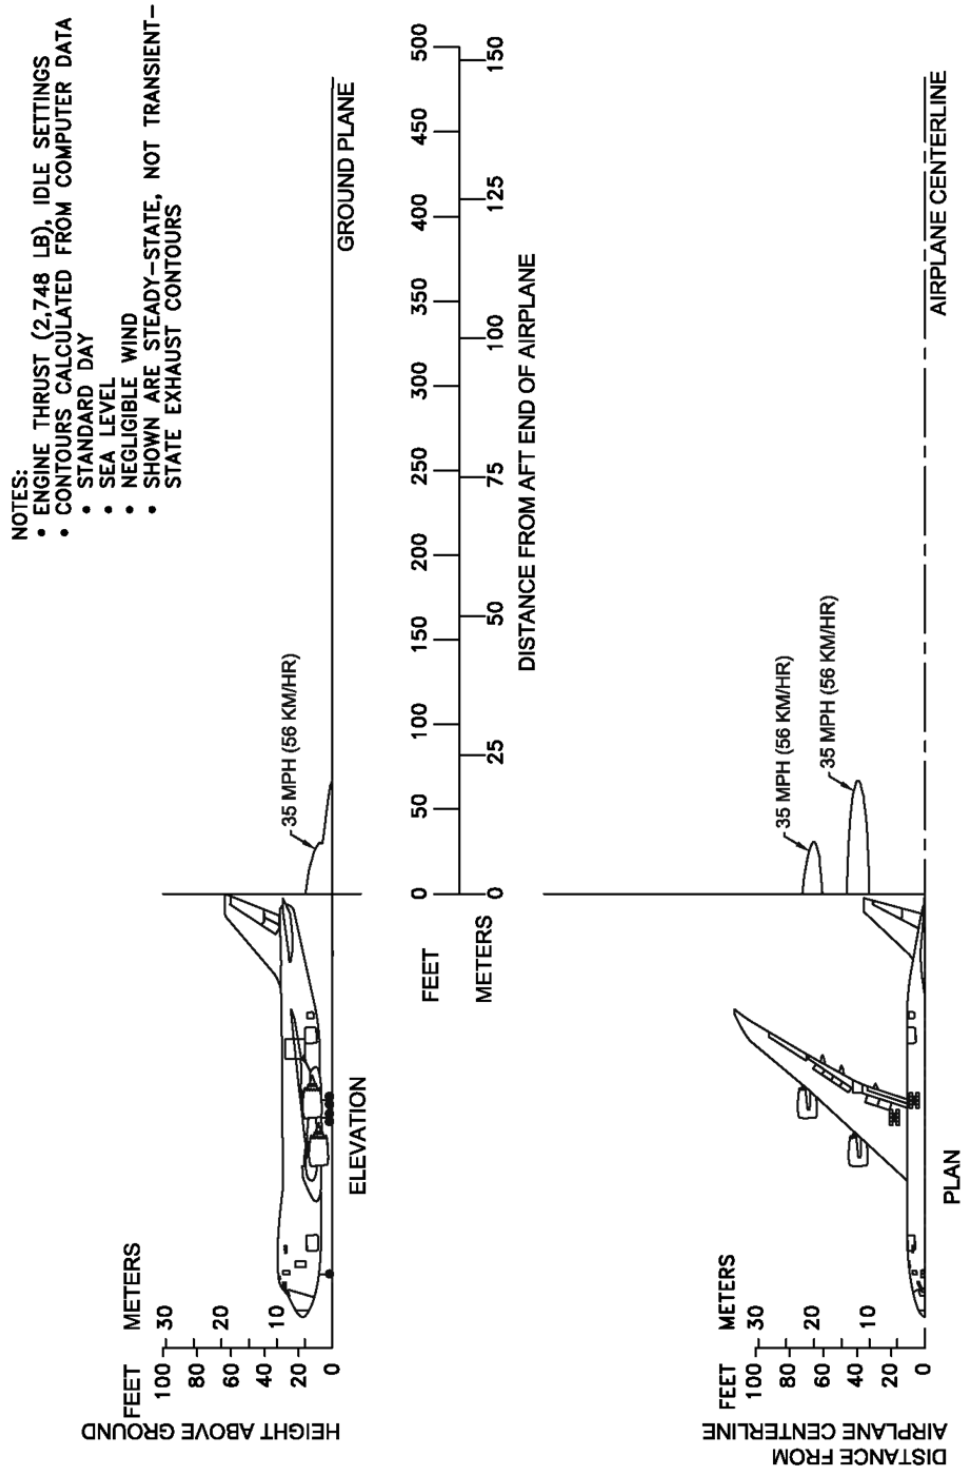 NOTES:
• ENGINE THRUST (2,748 LB), IDLE SETTINGS
• CONTOURS CALCULATED FROM COMPUTER DATA
• STANDARD DAY
• SEA LEVEL
• NEGLIGIBLE WIND
• SHOWN ARE STEADY-STATE, NOT TRANSIENT-
STATE EXHAUST CONTOURS
HEIGHT ABOVE GROUND
FEET
100
80
60
40
20
0
METERS
30
20
10
35 MPH (56 KM/HR)
ELEVATION
GROUND PLANE
FEET
0
50
100
150
200
250
300
350
400
450
500
METERS
0
25
50
75
100
125
150
DISTANCE FROM AFT END OF AIRPLANE
DISTANCE FROM
AIRPLANE CENTERLINE
FEET
100
80
60
40
20
0
METERS
30
20
10
35 MPH (56 KM/HR)
35 MPH (56 KM/HR)
AIRPLANE CENTERLINE
PLAN